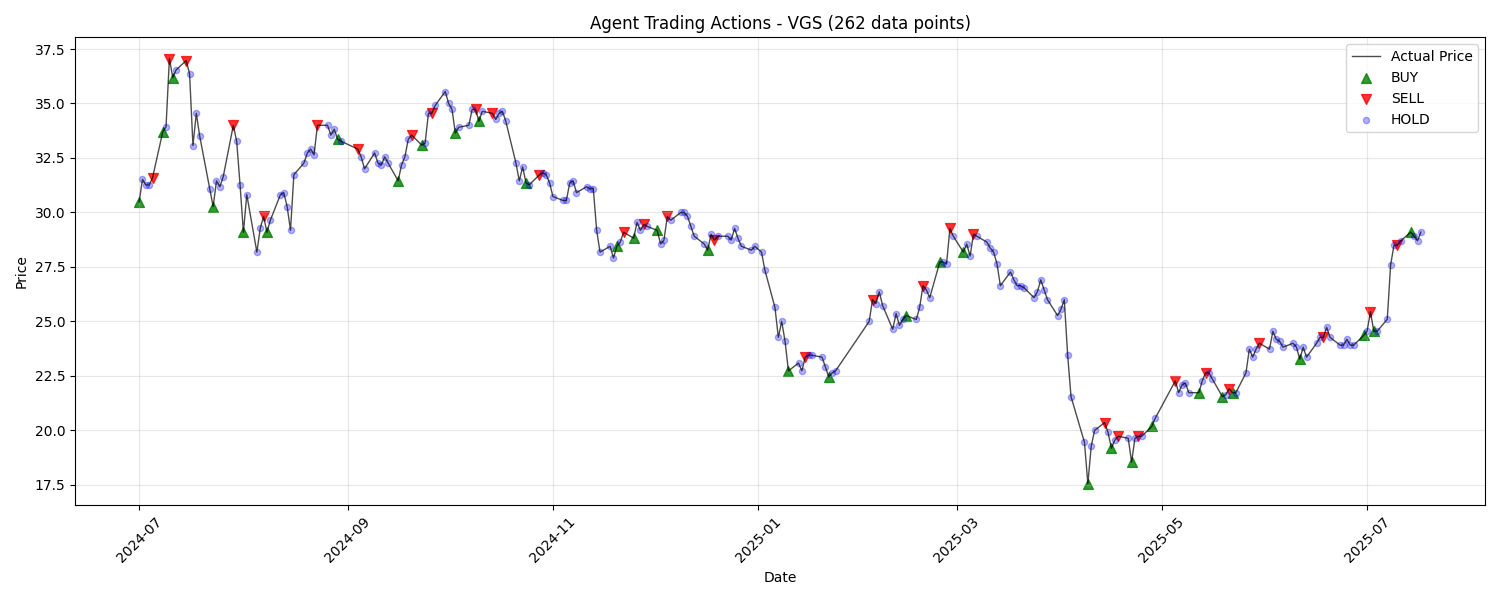 Agent Trading Actions - VGS (262 data points)
37.5
35.0
32.5
30.0
27.5
25.0
22.5
20.0
17.5
Price
Actual Price
BUY
SELL
HOLD
2024-07
2024-09
2024-11
2025-01
2025-03
2025-05
2025-07
Date